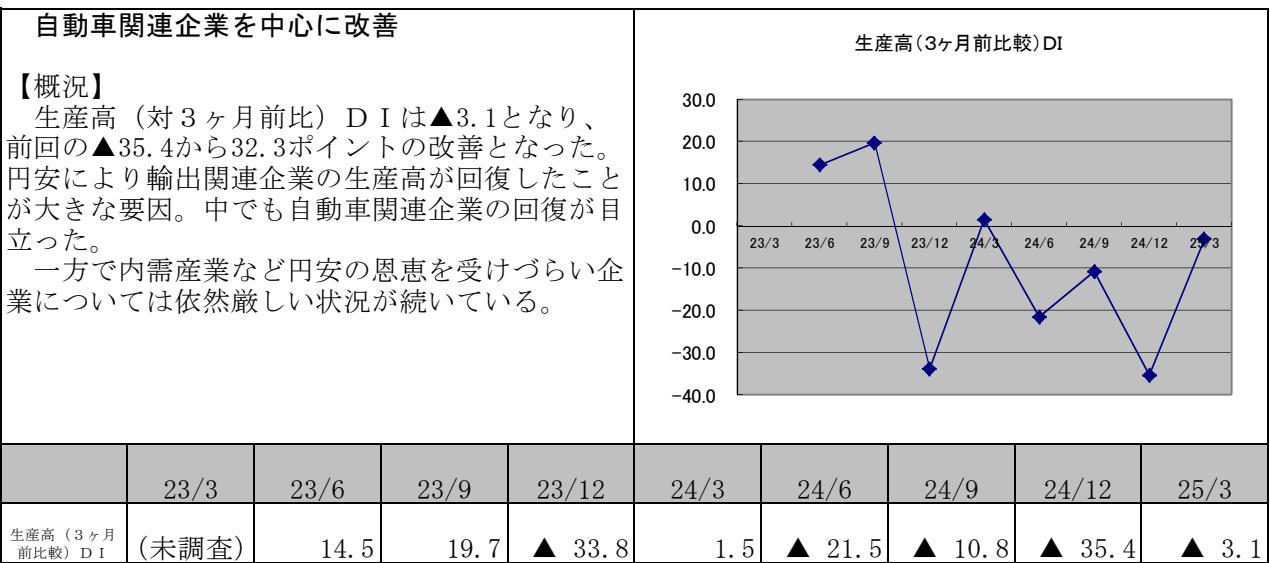 自動車関連企業を中心に改善
【概況】
　生産高（対３ヶ月前比）ＤＩは▲3.1となり、
前回の▲35.4から32.3ポイントの改善となった。
円安により輸出関連企業の生産高が回復したこと
が大きな要因。中でも自動車関連企業の回復が目
立った。
　一方で内需産業など円安の恩恵を受けづらい企
業については依然厳しい状況が続いている。
生産高(3ヶ月前比較)DI
30.0
20.0
10.0
0.0
-10.0
-20.0
-30.0
-40.0
23/3 23/6 23/9 23/12 24/3 24/6 24/9 24/12 25/3
23/3 23/6 23/9 23/12 24/3 24/6 24/9 24/12 25/3
生産高（３ヶ月
前比較）ＤＩ
(未調査) 14.5 19.7 ▲ 33.8 1.5 ▲ 21.5 ▲ 10.8 ▲ 35.4 ▲ 3.1